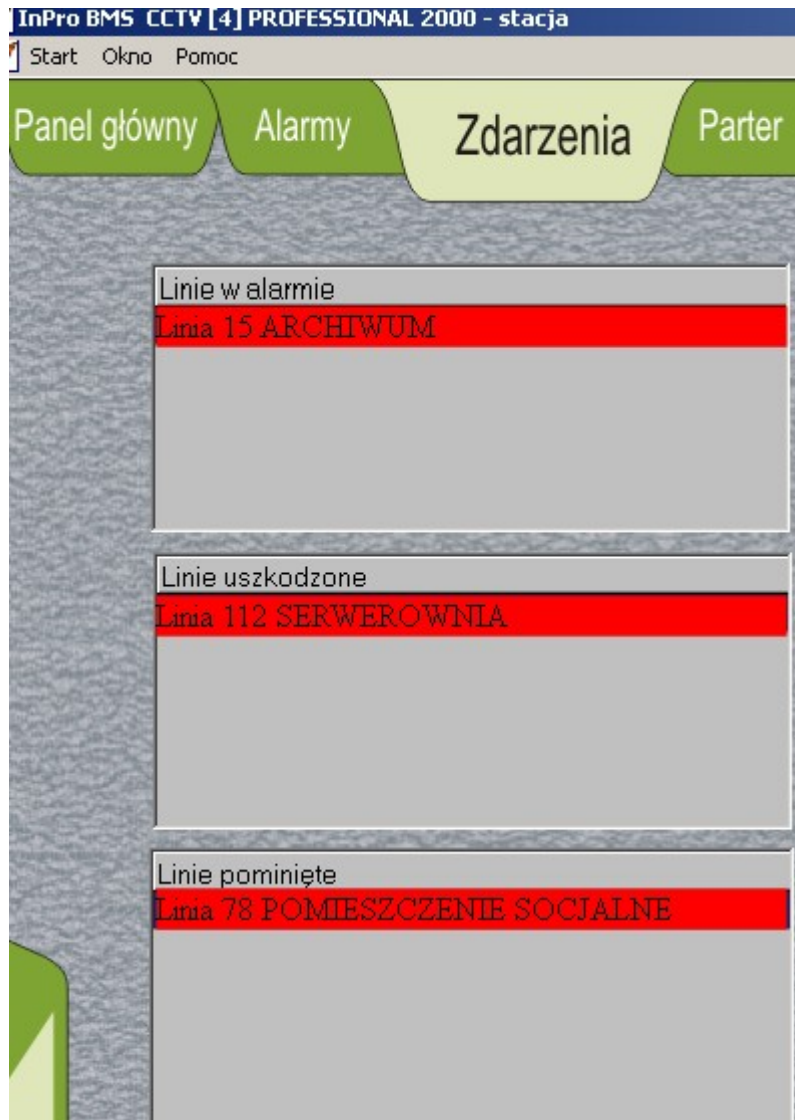 InPro BMS CCTV [4] PROFESSIONAL 2000 - stacja
Start Okno Pomoc
Panel główny Alarmy Zdarzenia Parter
Linie w alarmie
Linia 15 ARCHIWUM
Linie uszkodzone
Linia 112 SERWEROWNIA
Linie pominięte
Linia 78 POMIESZCZENIE SOCJALNE